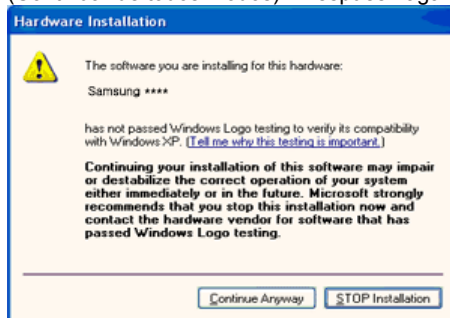 Hardware Installation
The software you are installing for this hardware:
Samsung ****
has not passed Windows Logo testing to verify its compatibility
with Windows XP. (Tell me why this testing is important.)
Continuing your installation of this software may impair
or destabilize the correct operation of your system
either immediately or in the future. Microsoft strongly
recommends that you stop this installation now and
contact the hardware vendor for software that has
passed Windows Logo testing.
Continue Anyway
STOP Installation